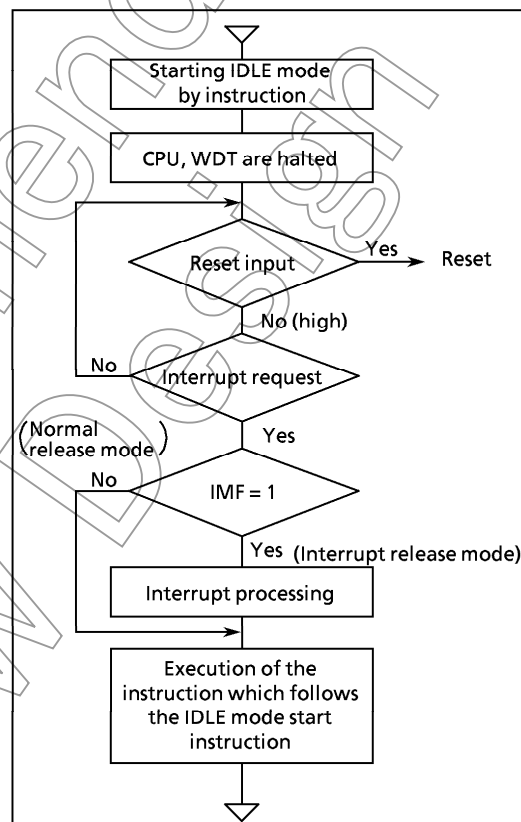 Starting IDLE mode
by instruction
CPU, WDT are halted
Reset input
Yes
Reset
No (high)
No
Interrupt request
Yes
(Normal
release mode)
No
IMF = 1
Yes (Interrupt release mode)
Interrupt processing
Execution of the
instruction which follows
the IDLE mode start
instruction
w Design